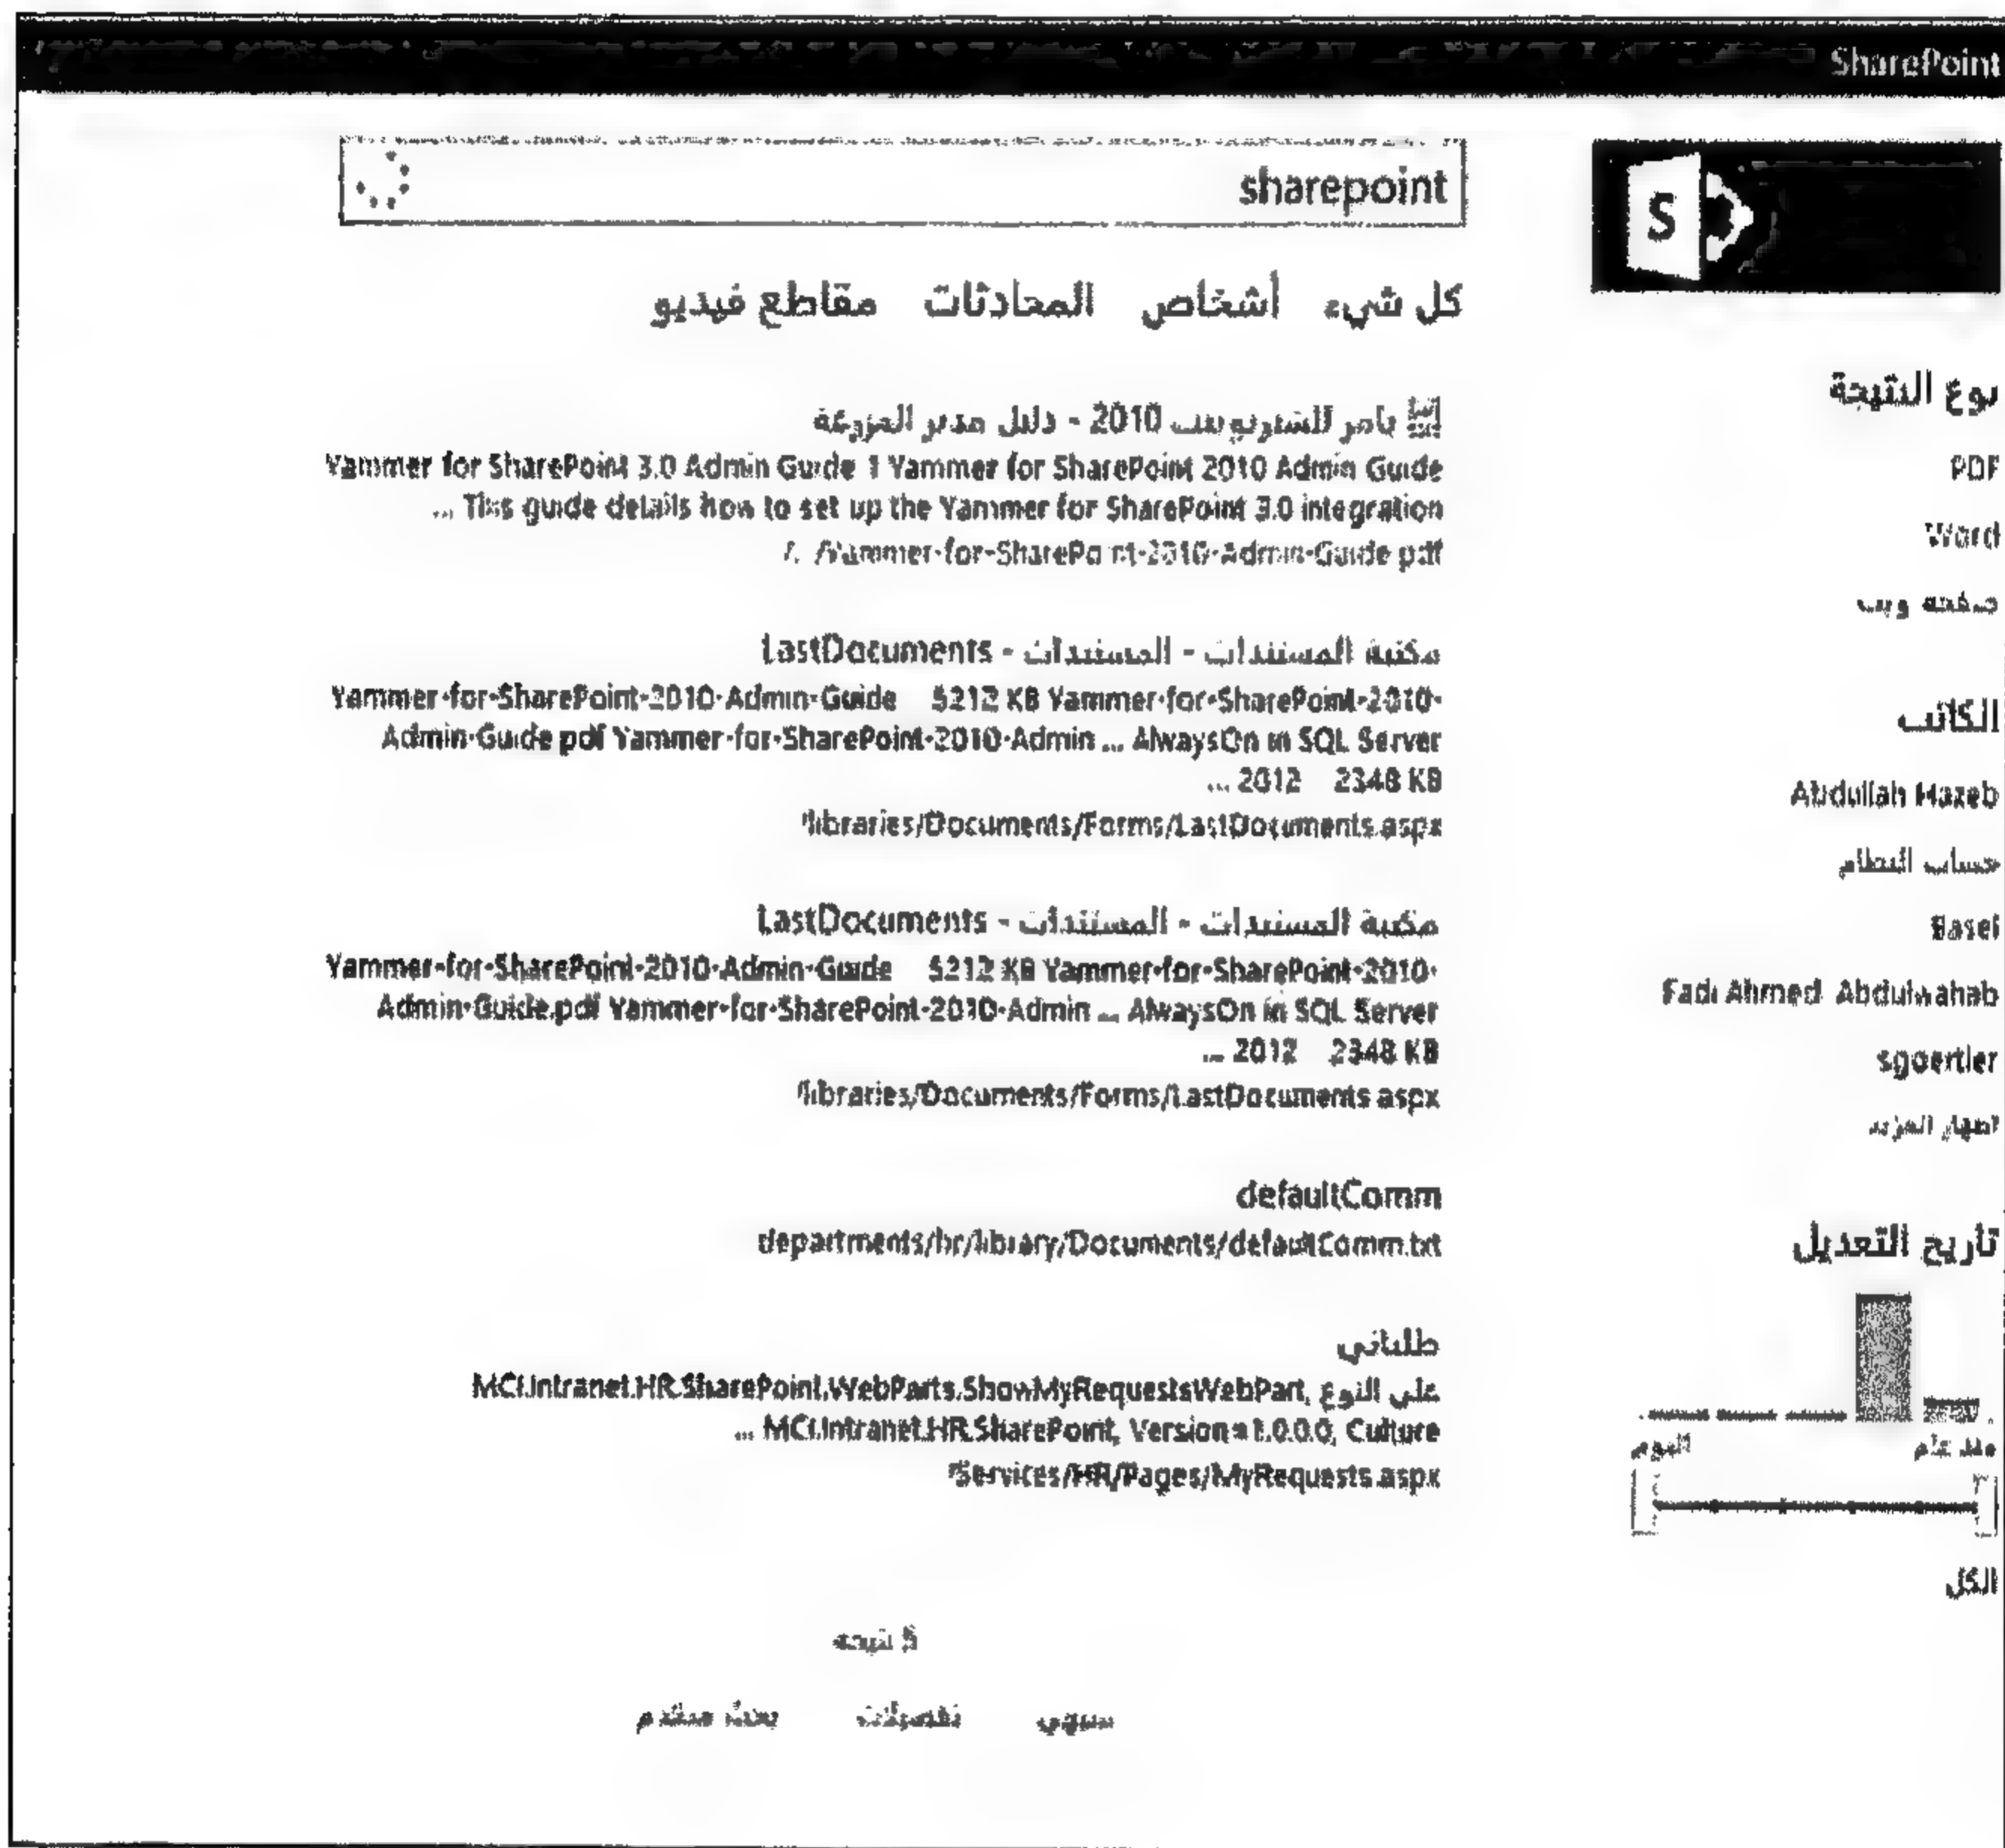 SharePoint
sharepoint
S
كل شيء أشخاص المحادثات مقاطع فيديو
يامر للشيربوينت 2010 - دليل مدير المزرعة
Yammer for SharePoint 3.0 Admin Guide 1 Yammer for SharePoint 2010 Admin Guide
This guide details how to set up the Yammer for SharePoint 3.0 integration ...
/.../Yammer-for-SharePoint-2010-Admin-Guide.pdf
مكتبة المستندات - المستندات - LastDocuments
Yammer-for-SharePoint-2010-Admin-Guide 5212 KB Yammer-for-SharePoint-2010-
Admin-Guide.pdf Yammer-for-SharePoint-2010-Admin ... AlwaysOn in SQL Server
2012 2348 KB ...
/libraries/Documents/Forms/LastDocuments.aspx
مكتبة المستندات - المستندات - LastDocuments
Yammer-for-SharePoint-2010-Admin-Guide 5212 KB Yammer-for-SharePoint-2010-
Admin-Guide.pdf Yammer-for-SharePoint-2010-Admin ... AlwaysOn in SQL Server
2012 2348 KB ...
/libraries/Documents/Forms/LastDocuments.aspx
defaultComm
departments/hr/library/Documents/defaultComm.txt
طلباتي
على النوع MCI.Intranet.HR.SharePoint.WebParts.ShowMyRequestsWebPart,
MCI.Intranet.HR.SharePoint, Version=1.0.0.0, Culture ...
/Services/HR/Pages/MyRequests.aspx
5 نتيجة
تنبيهي تفضيلات بحث متقدم
نوع النتيجة
PDF
Word
صفحة ويب
الكاتب
Abdullah Hazeb
حساب النظام
Basel
Fadi Ahmed Abdulwahab
sgoertler
إظهار المزيد
تاريخ التعديل
منذ عام اليوم
الكل